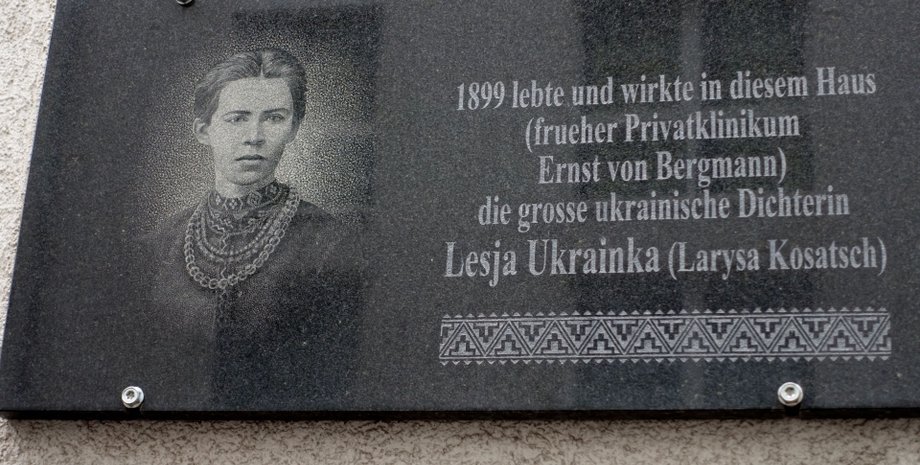 1899 lebte und wirkte in diesem Haus
(frueher Privatklinikum
Ernst von Bergmann)
die grosse ukrainische Dichterin
Lesja Ukrainka (Larysa Kosatsch)